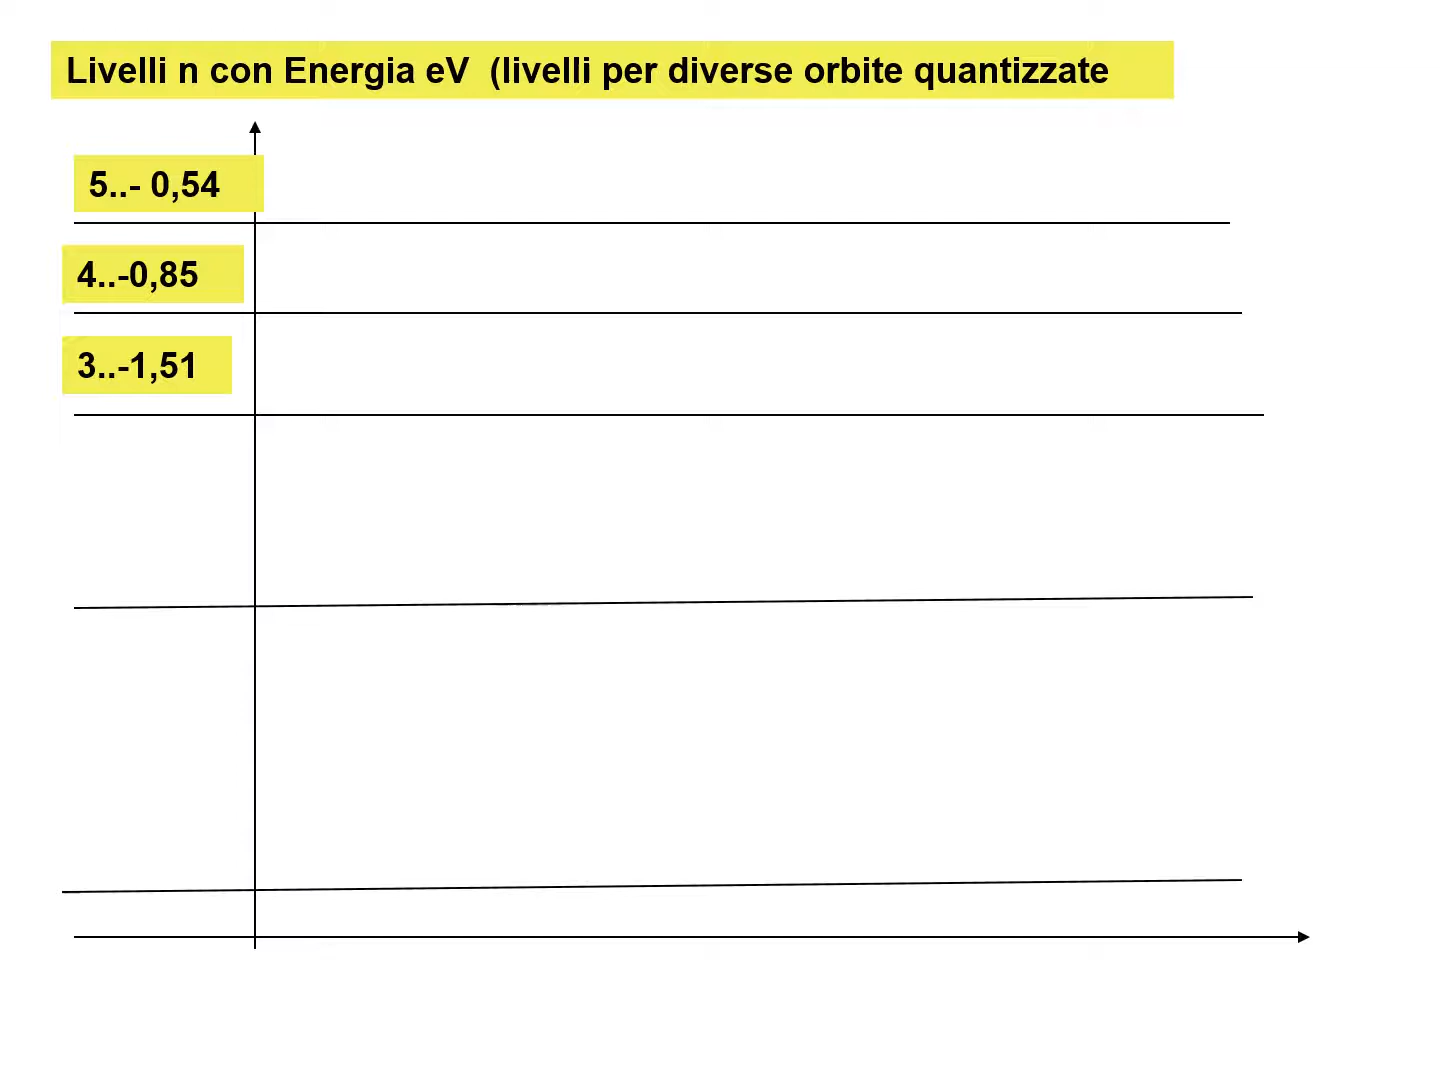 Livelli n con Energia eV  (livelli per diverse orbite quantizzate
5..- 0,54
4..-0,85
3..-1,51